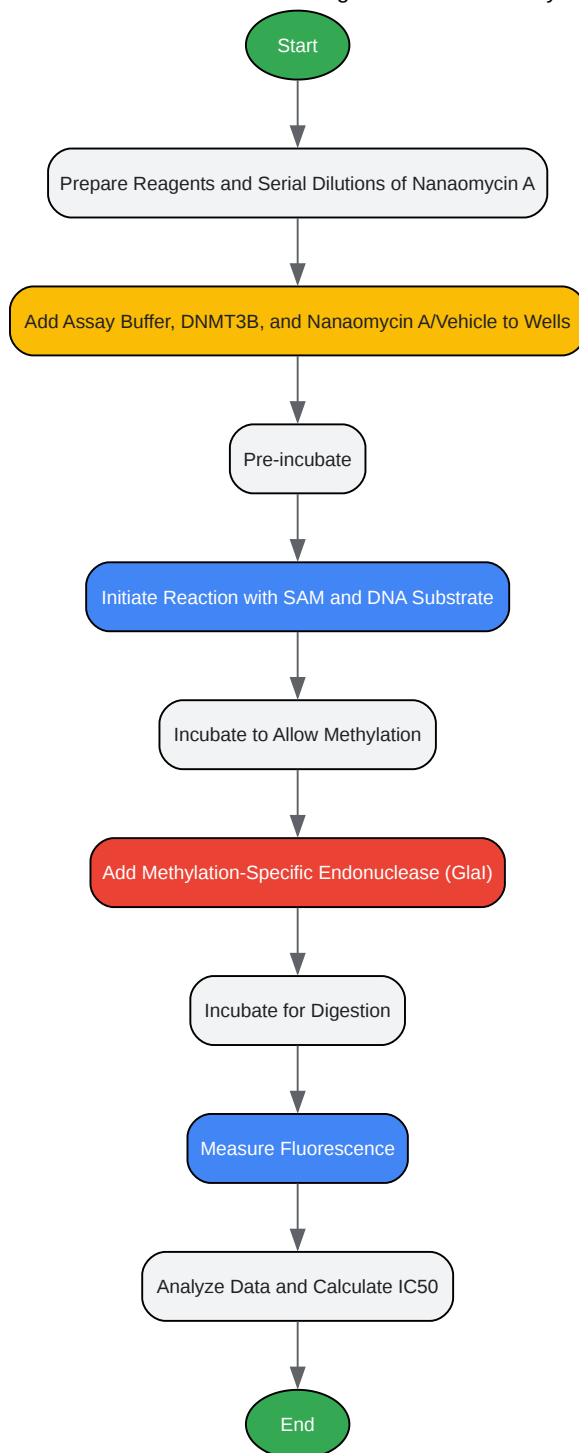 Start
Prepare Reagents and Serial Dilutions of Nanaomycin A
Add Assay Buffer, DNMT3B, and Nanaomycin A/Vehicle to Wells
Pre-incubate
Initiate Reaction with SAM and DNA Substrate
Incubate to Allow Methylation
Add Methylation-Specific Endonuclease (GlaI)
Incubate for Digestion
Measure Fluorescence
Analyze Data and Calculate IC50
End